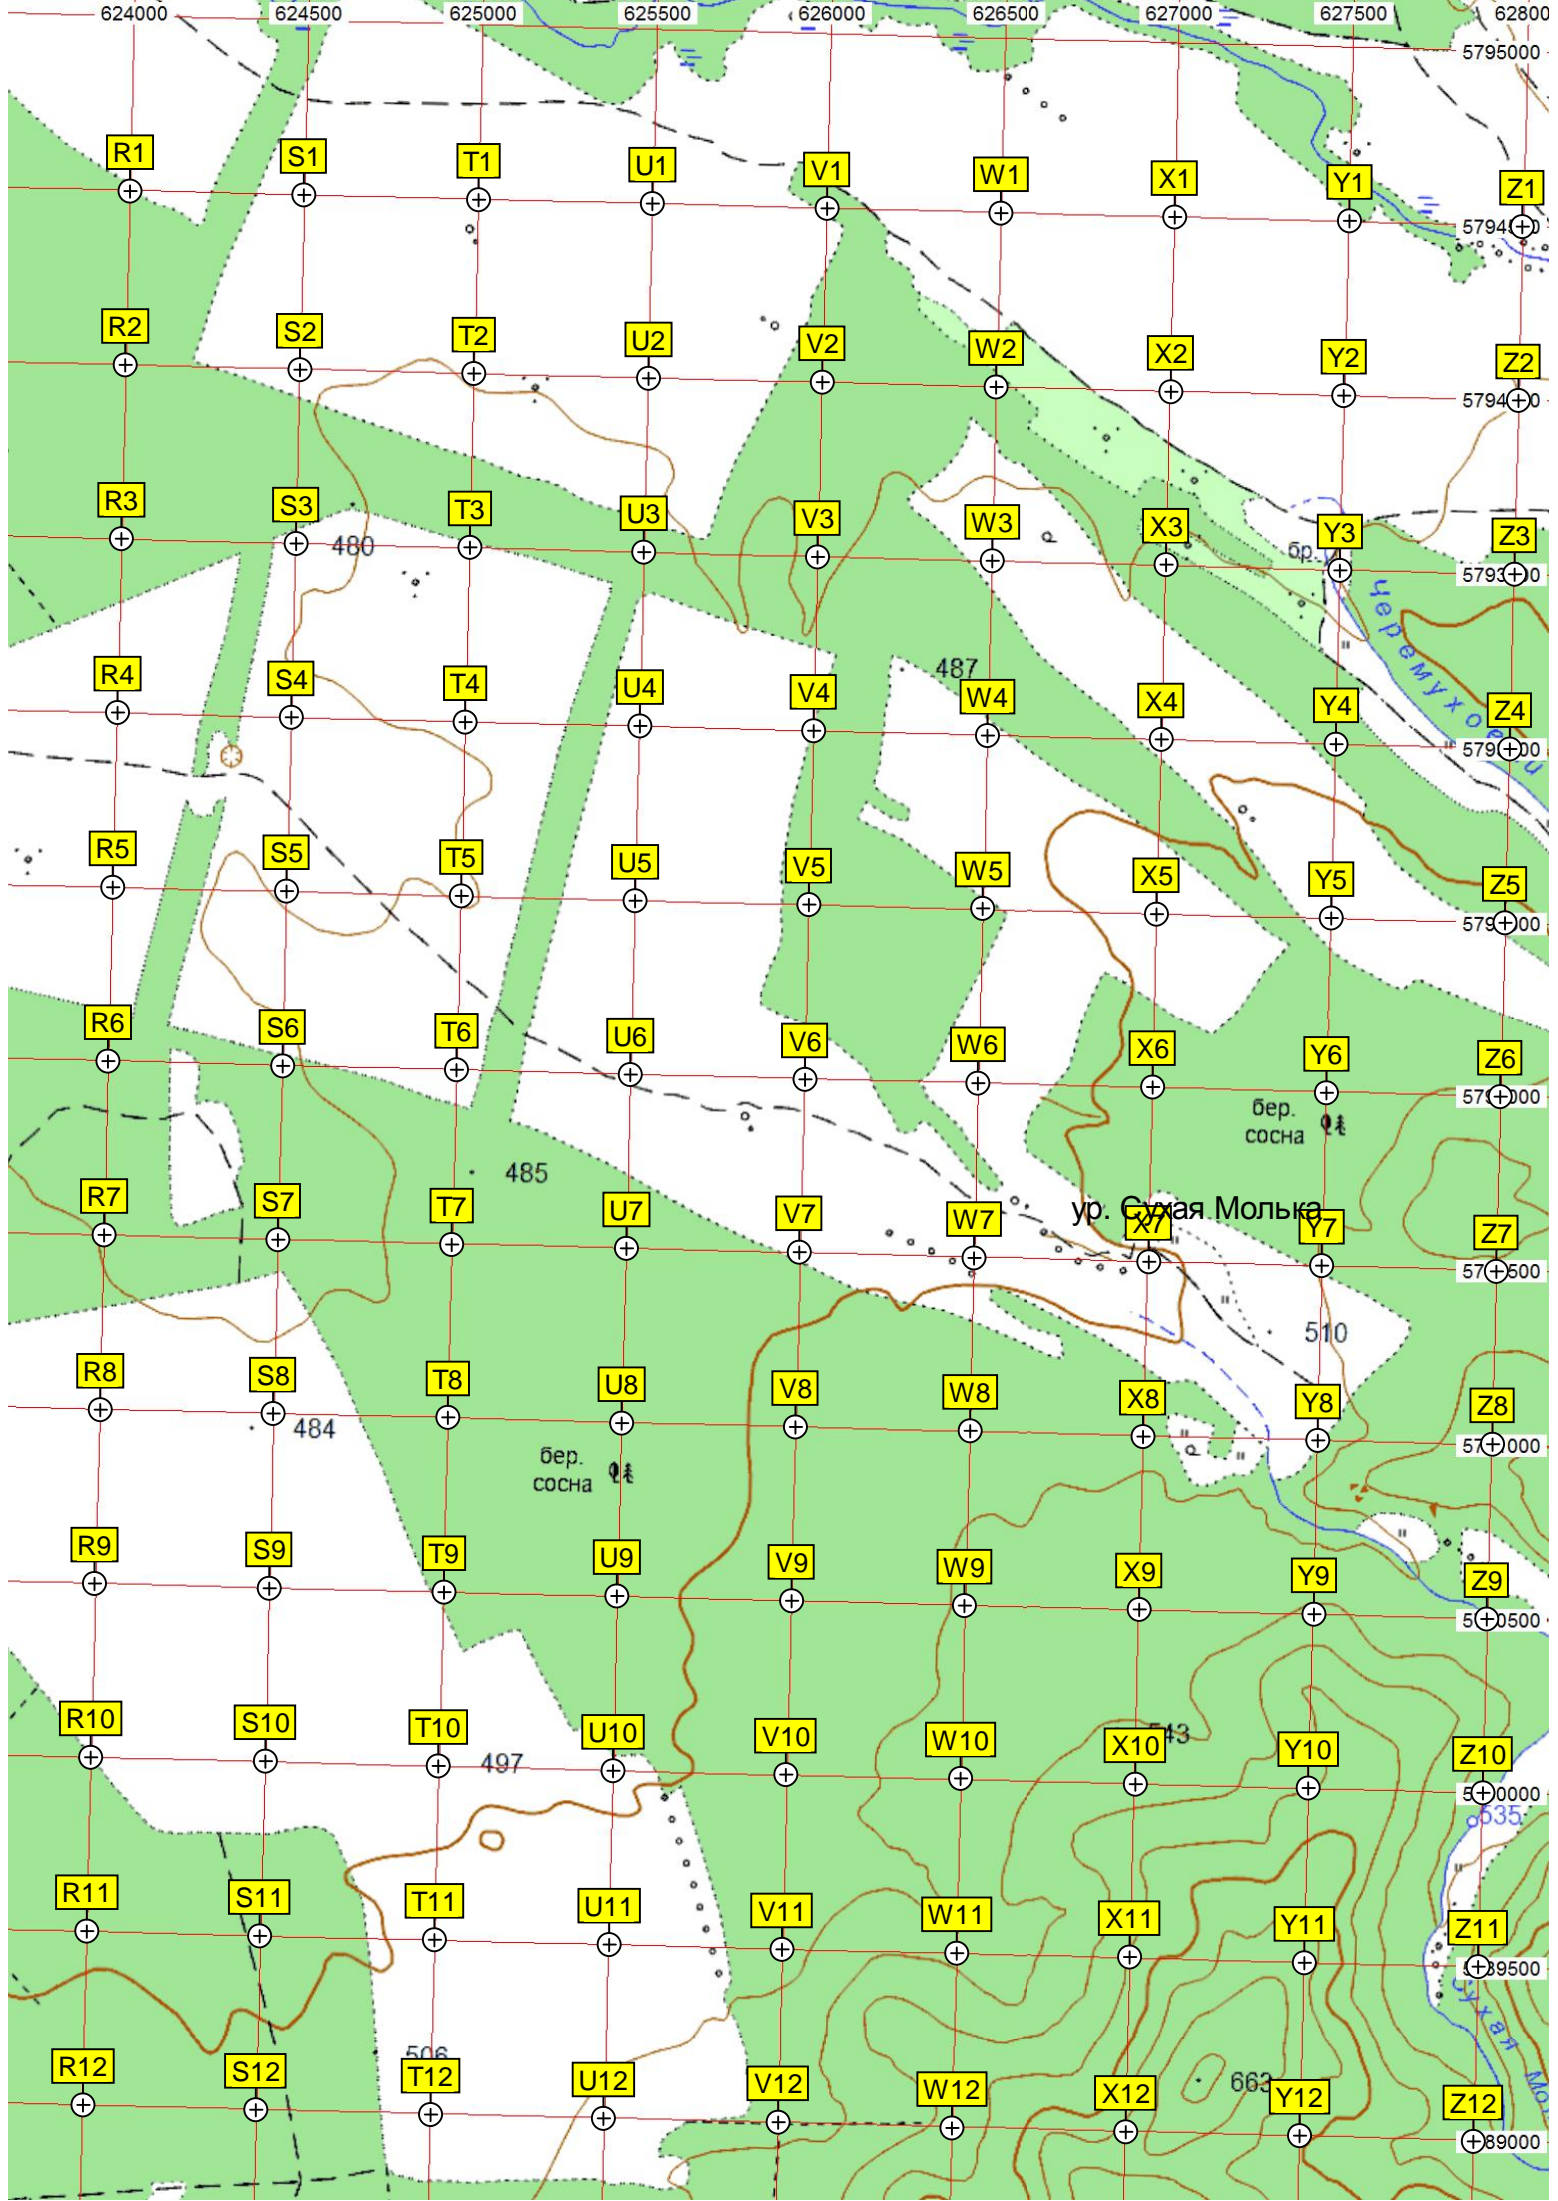 624000 624500 625000 625500 626000 626500 627000 627500 62800
5795000
R1 S1 T1 U1 V1 W1 X1 Y1 Z1
R2 S2 T2 U2 V2 W2 X2 Y2 Z2
R3 S3 T3 U3 V3 W3 X3 Y3 Z3
480
бр.
487
R4 S4 T4 U4 V4 W4 X4 Y4 Z4
R5 S5 T5 U5 V5 W5 X5 Y5 Z5
R6 S6 T6 U6 V6 W6 X6 Y6 Z6
бер.
сосна
485
ур. Сухая Молька
R7 S7 T7 U7 V7 W7 X7 Y7 Z7
510
R8 S8 T8 U8 V8 W8 X8 Y8 Z8
484
бер.
сосна
R9 S9 T9 U9 V9 W9 X9 Y9 Z9
543
R10 S10 T10 U10 V10 W10 X10 Y10 Z10
497
535
R11 S11 T11 U11 V11 W11 X11 Y11 Z11
Сухая
506
663
R12 S12 T12 U12 V12 W12 X12 Y12 Z12
89000